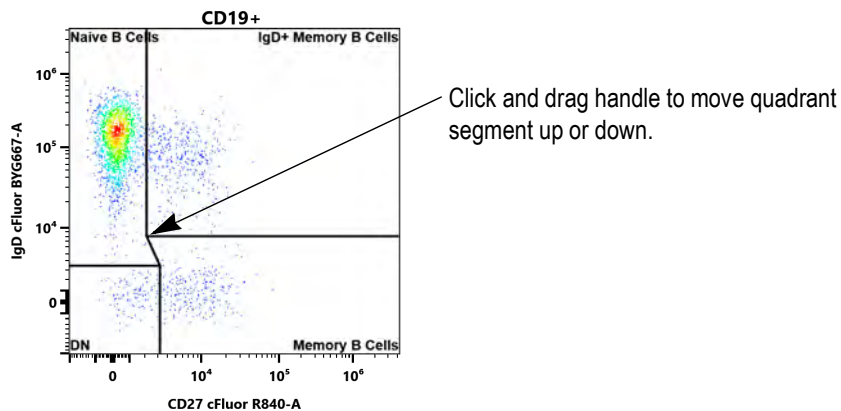 CD19+
Naive B Cells
IgD+ Memory B Cells
10⁶
10⁵
10⁴
0
IgD cFluor BYG667-A
DN
Memory B Cells
0
10⁴
10⁵
10⁶
CD27 cFluor R840-A
Click and drag handle to move quadrant
segment up or down.